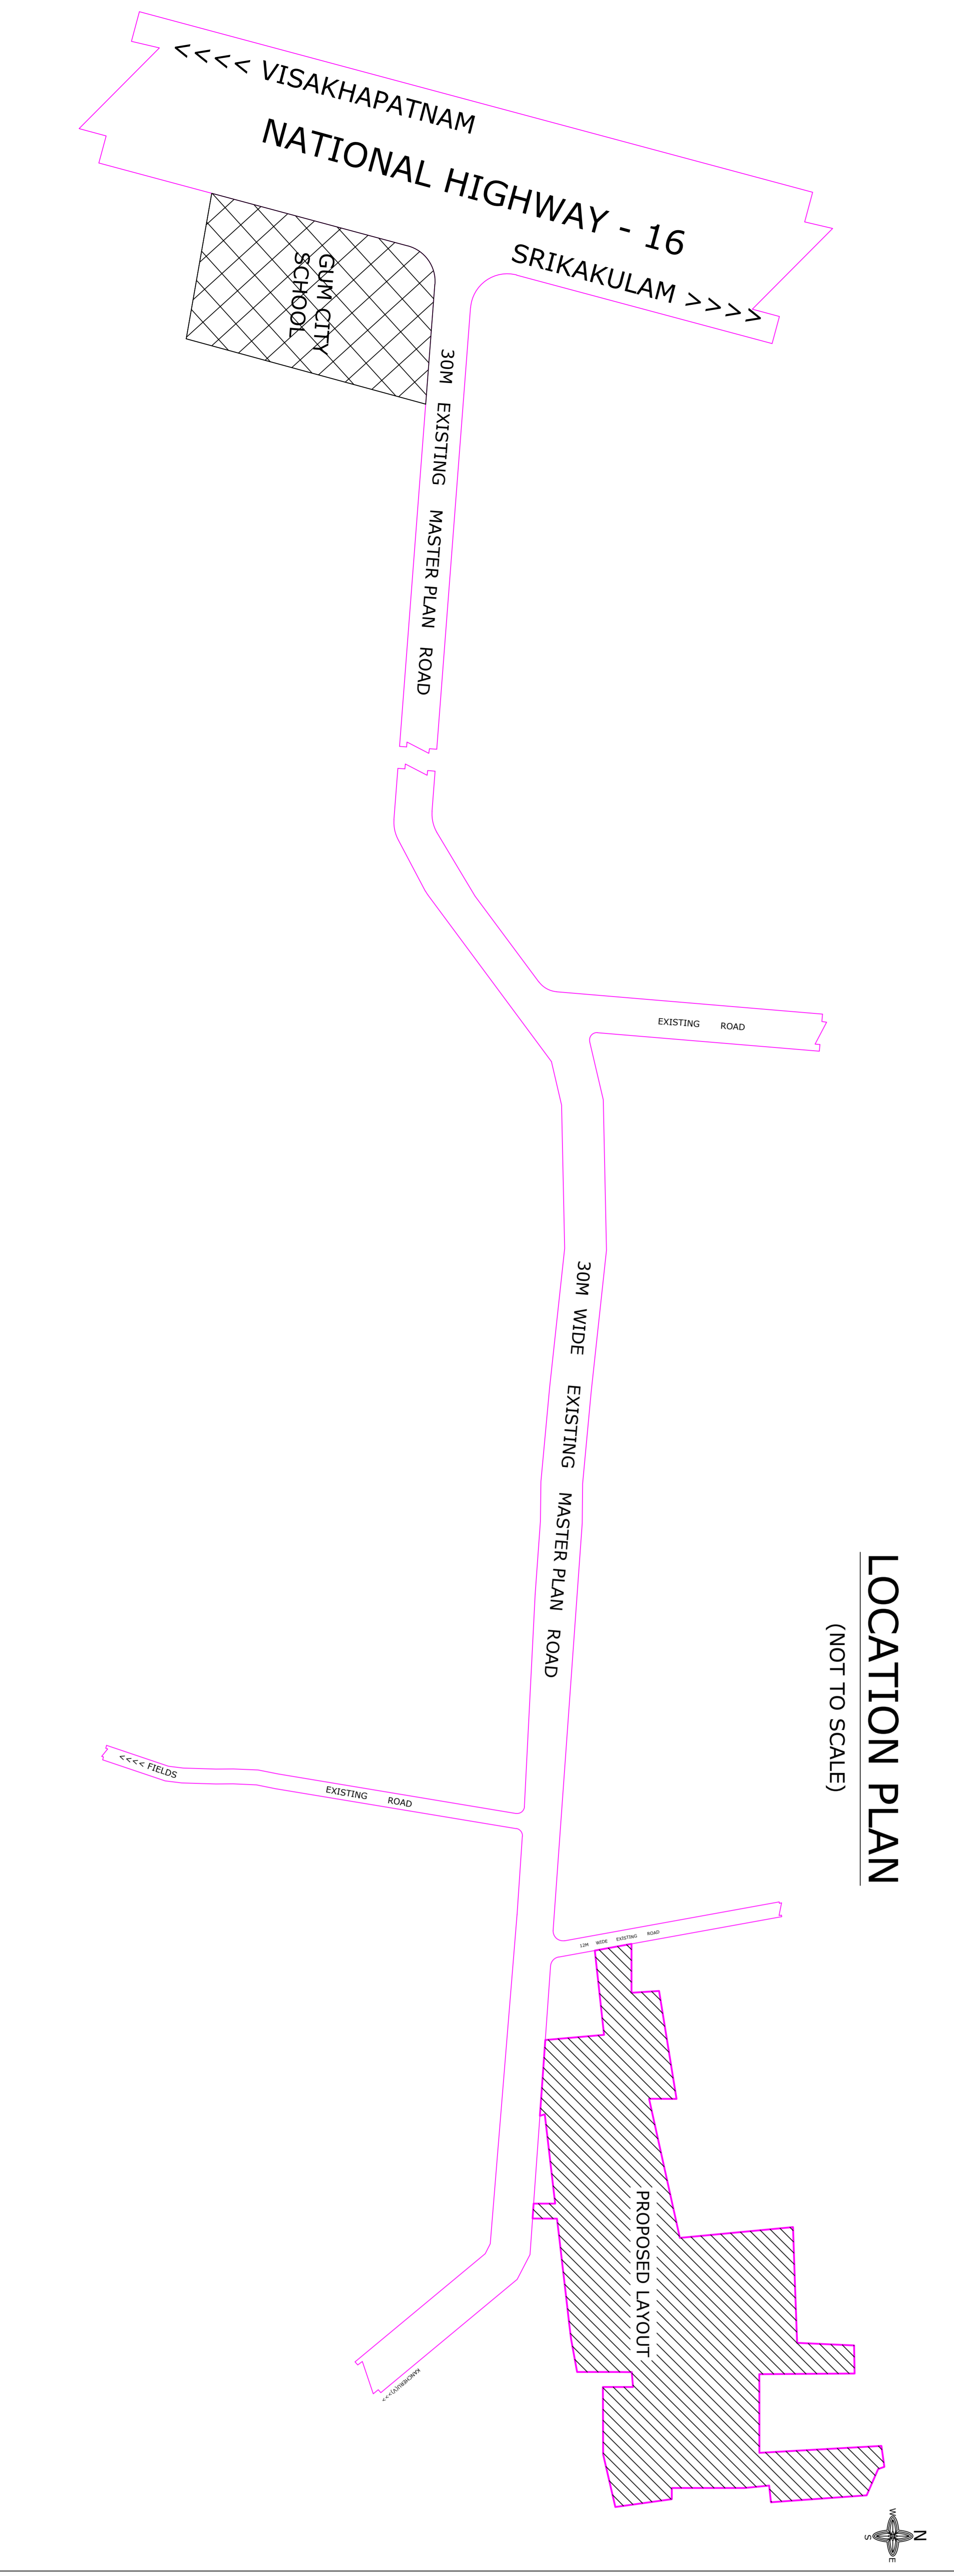 <<<< VISAKHAPATNAM
NATIONAL HIGHWAY - 16
SRIKAKULAM >>>>
GUM CITY
SCHOOL
30M EXISTING MASTER PLAN ROAD
EXISTING ROAD
30M WIDE EXISTING MASTER PLAN ROAD
LOCATION PLAN
(NOT TO SCALE)
<<<< FIELDS
EXISTING ROAD
12M WIDE EXISTING ROAD
PROPOSED LAYOUT
KANCHERU(V)>>>
N
W
E
S